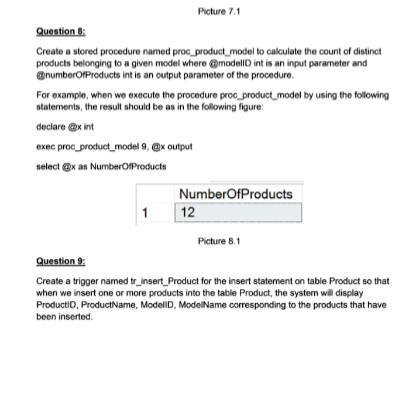 Picture 7.1
Question 8:
Create a stored procedure named proc_product_model to calculate the count of distinct
products belonging to a given model where @modelID int is an input parameter and
@numberOfProducts int is an output parameter of the procedure.
For example, when we execute the procedure proc_product_model by using the following
statements, the result should be as in the following figure:
declare @x int
exec proc_product_model 9, @x output
select @x as NumberOfProducts
NumberOfProducts
1 12
Picture 8.1
Question 9:
Create a trigger named tr_insert_Product for the insert statement on table Product so that
when we insert one or more products into the table Product, the system will display
ProductID, ProductName, ModelID, ModelName corresponding to the products that have
been inserted.